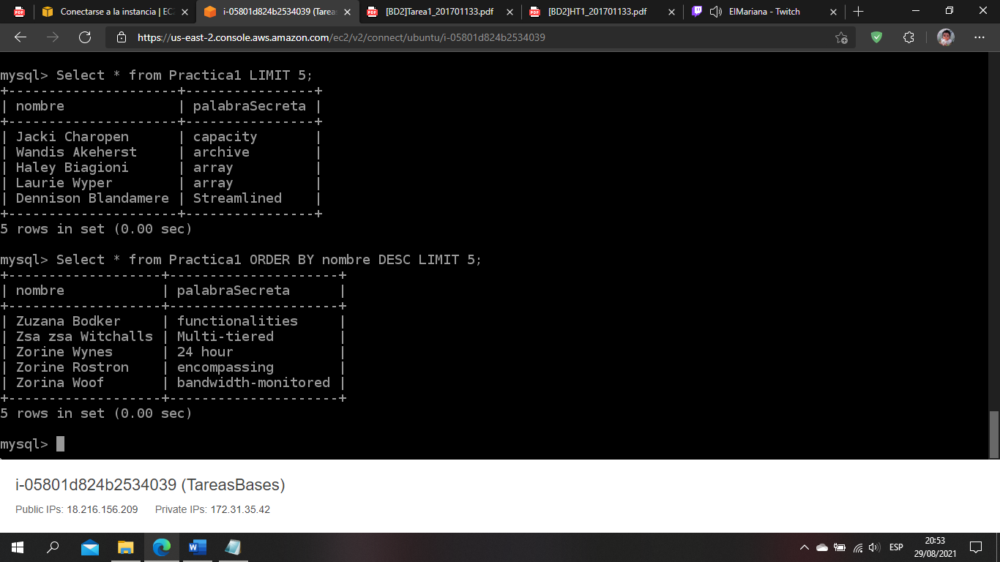 Conectarse a la instancia | EC
i-05801d824b2534039 (Tarea
[BD2]Tarea1_201701133.pdf
[BD2]HT1_201701133.pdf
ElMariana - Twitch
https://us-east-2.console.aws.amazon.com/ec2/v2/connect/ubuntu/i-05801d824b2534039
mysql> Select * from Practica1 LIMIT 5;
+---------------------+----------------+
| nombre              | palabraSecreta |
+---------------------+----------------+
| Jacki Charopen      | capacity       |
| Wandis Akeherst     | archive        |
| Haley Biagioni      | array          |
| Laurie Wyper        | array          |
| Dennison Blandamere | Streamlined    |
+---------------------+----------------+
5 rows in set (0.00 sec)
mysql> Select * from Practica1 ORDER BY nombre DESC LIMIT 5;
+-------------------+---------------------+
| nombre            | palabraSecreta      |
+-------------------+---------------------+
| Zuzana Bodker     | functionalities     |
| Zsa zsa Witchalls | Multi-tiered        |
| Zorine Wynes      | 24 hour             |
| Zorine Rostron    | encompassing        |
| Zorina Woof       | bandwidth-monitored |
+-------------------+---------------------+
5 rows in set (0.00 sec)
mysql>
i-05801d824b2534039 (TareasBases)
Public IPs: 18.216.156.209 Private IPs: 172.31.35.42
ESP
20:53
29/08/2021